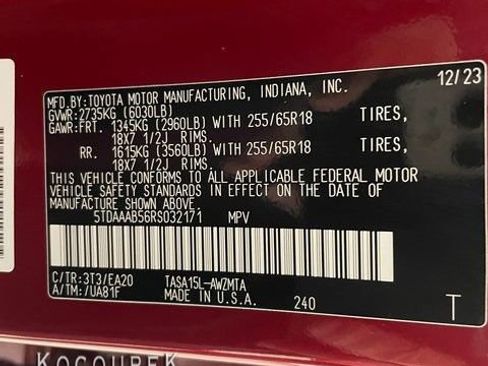 MFD.BY:TOYOTA MOTOR MANUFACTURING, INDIANA, INC. 12/23
GVWR: 2735KG (6030LB)
GAWR:FRT. 1345KG (2960LB) WITH 255/65R18 TIRES,
18X7 1/2J RIMS.
RR. 1615KG (3560LB) WITH 255/65R18 TIRES,
18X7 1/2J RIMS.
THIS VEHICLE CONFORMS TO ALL APPLICABLE FEDERAL MOTOR
VEHICLE SAFETY STANDARDS IN EFFECT ON THE DATE OF
MANUFACTURE SHOWN ABOVE.
5TDAAAB56RS032171 MPV
C/TR:3T3/EA20 TASA15L-AWZMTA
A/TM:/UA81F MADE IN U.S.A. 240 T
KOCOUREK